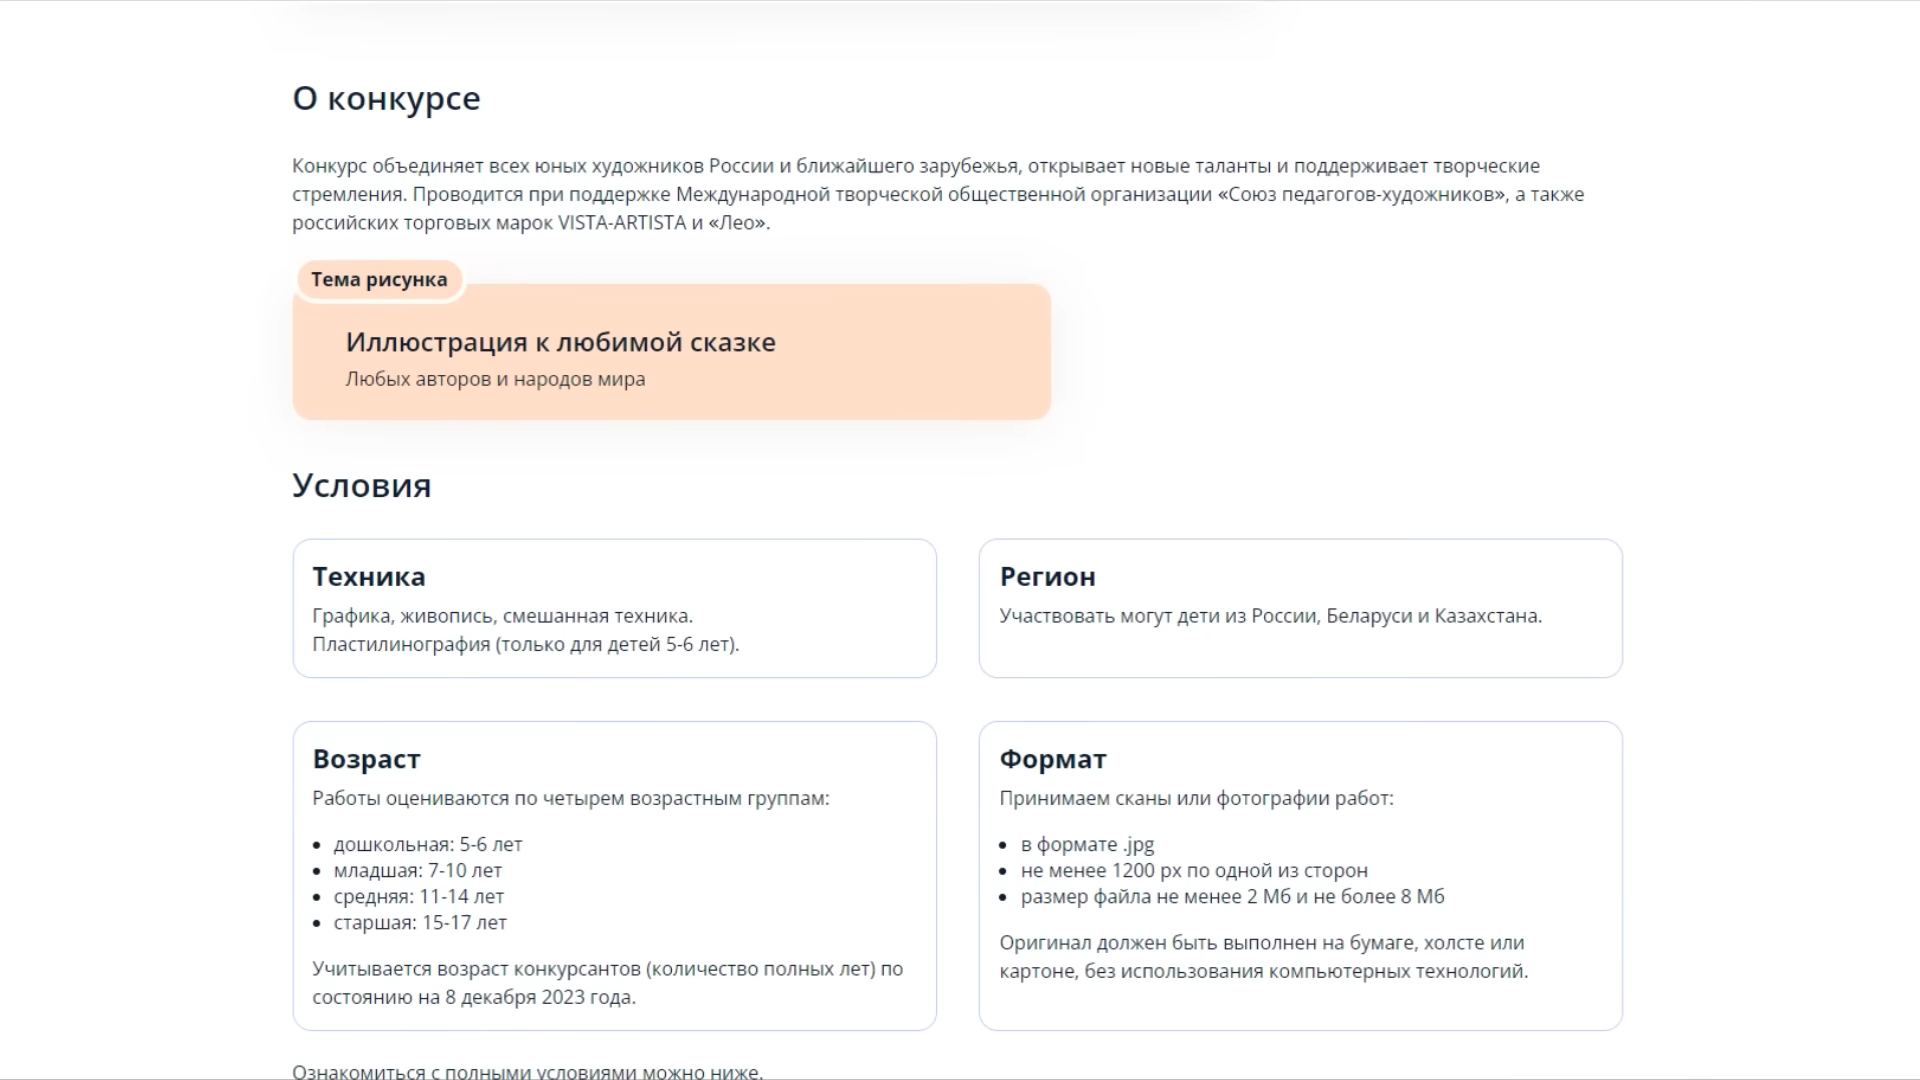 О конкурсе
Конкурс объединяет всех юных художников России и ближайшего зарубежья, открывает новые таланты и поддерживает творческие
стремления. Проводится при поддержке Международной творческой общественной организации «Союз педагогов-художников», а также
российских торговых марок VISTA-ARTISTA и «Лео».
Тема рисунка
Иллюстрация к любимой сказке
Любых авторов и народов мира
Условия
Техника
Графика, живопись, смешанная техника.
Пластилинография (только для детей 5-6 лет).
Регион
Участвовать могут дети из России, Беларуси и Казахстана.
Возраст
Работы оцениваются по четырем возрастным группам:
• дошкольная: 5-6 лет
• младшая: 7-10 лет
• средняя: 11-14 лет
• старшая: 15-17 лет
Учитывается возраст конкурсантов (количество полных лет) по
состоянию на 8 декабря 2023 года.
Формат
Принимаем сканы или фотографии работ:
• в формате .jpg
• не менее 1200 px по одной из сторон
• размер файла не менее 2 Мб и не более 8 Мб
Оригинал должен быть выполнен на бумаге, холсте или
картоне, без использования компьютерных технологий.
Ознакомиться с полными условиями можно ниже.